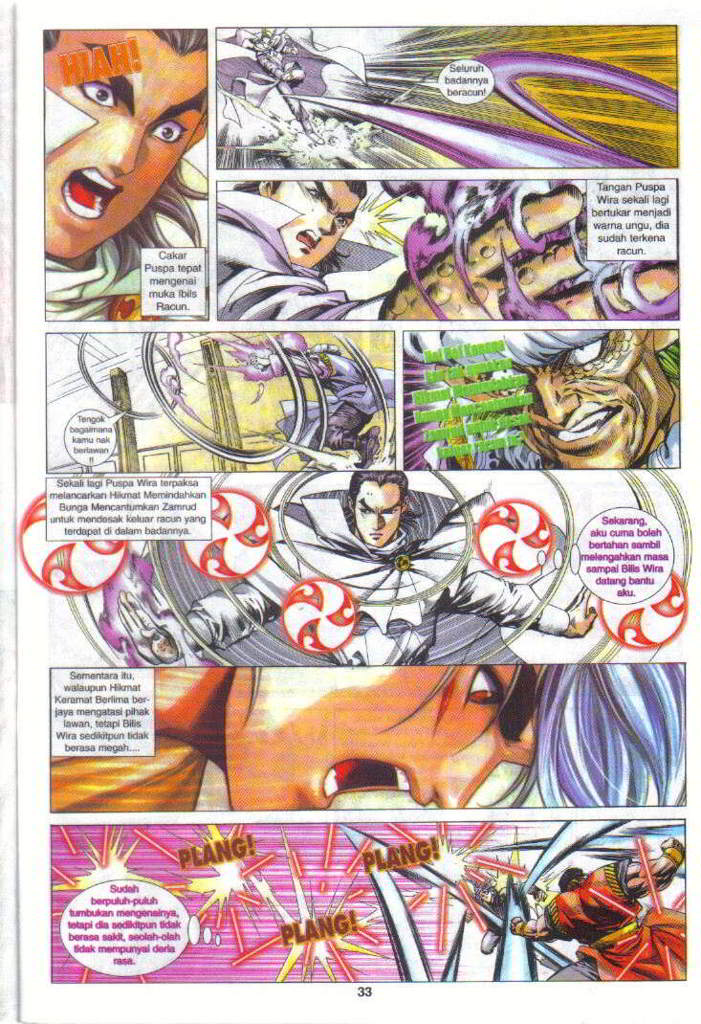 HIAH!
Cakar
Puspa tepat
mengenai
muka Iblis
Racun.
Seluruh
badannya
beracun!
Tangan Puspa
Wira sekali lagi
bertukar menjadi
warna ungu, dia
sudah terkena
racun.
Tengok
bagaimana
kamu nak
berlawan
!!
Sekali lagi Puspa Wira terpaksa
melancarkan Hikmat Memindahkan
Bunga Mencantumkan Zamrud
untuk mendesak keluar racun yang
terdapat di dalam badannya.
Sekarang,
aku cuma boleh
bertahan sambil
melengahkan masa
sampai Bilis Wira
datang bantu
aku.
Sementara itu,
walaupun Hikmat
Keramat Berlima ber-
jaya mengatasi pihak
lawan, tetapi Bilis
Wira sedikitpun tidak
berasa megah....
PLANG!
PLANG!
PLANG!
Sudah
berpuluh-puluh
tumbukan mengenainya,
tetapi dia sedikitpun tidak
berasa sakit, seolah-olah
tidak mempunyai deria
rasa.
33